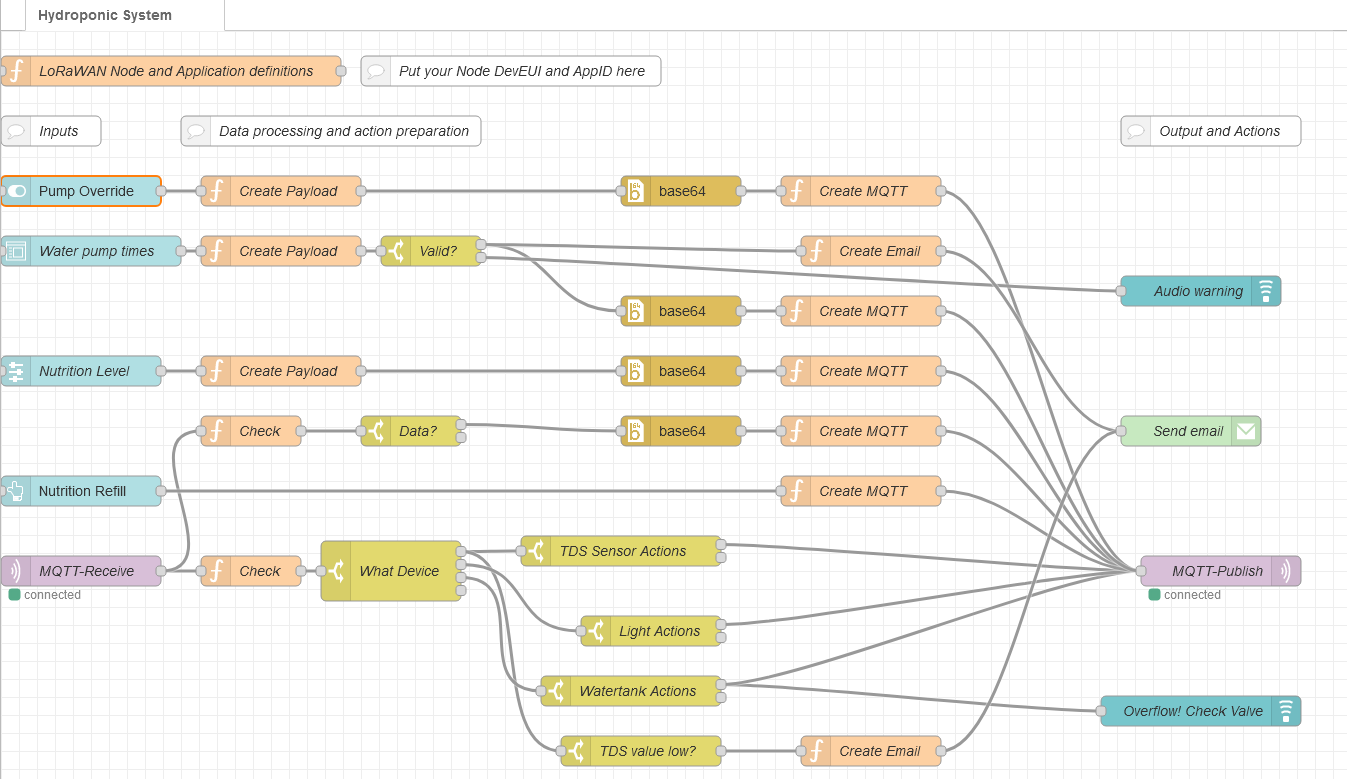 Hydroponic System
LoRaWAN Node and Application definitions
Put your Node DevEUI and AppID here
Inputs
Data processing and action preparation
Output and Actions
Pump Override
Create Payload
64
base64
Create MQTT
Water pump times
Create Payload
Valid?
Create Email
Audio warning
64
base64
Create MQTT
Nutrition Level
Create Payload
64
base64
Create MQTT
Check
Data?
64
base64
Create MQTT
Send email
Nutrition Refill
Create MQTT
MQTT-Receive
connected
Check
What Device
TDS Sensor Actions
MQTT-Publish
connected
Light Actions
Watertank Actions
Overflow! Check Valve
TDS value low?
Create Email